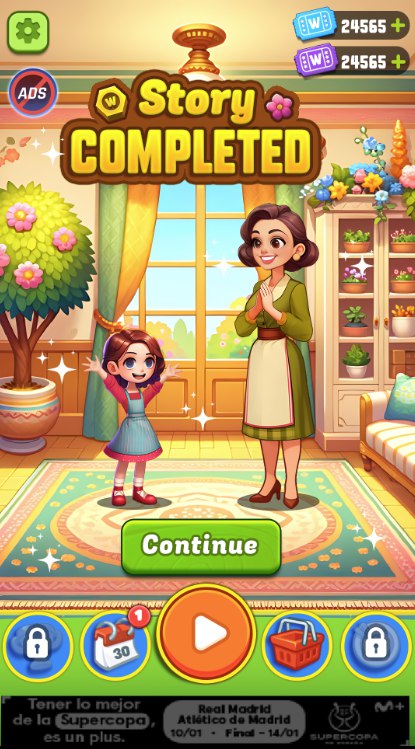 W 24565 +
W 24565 +
ADS
W Story
COMPLETED
Continue
1
30
Tener lo mejor
de la Supercopa,
es un plus.
Real Madrid
Atlético de Madrid
10/01 · Final - 14/01
SUPERCOPA
M+